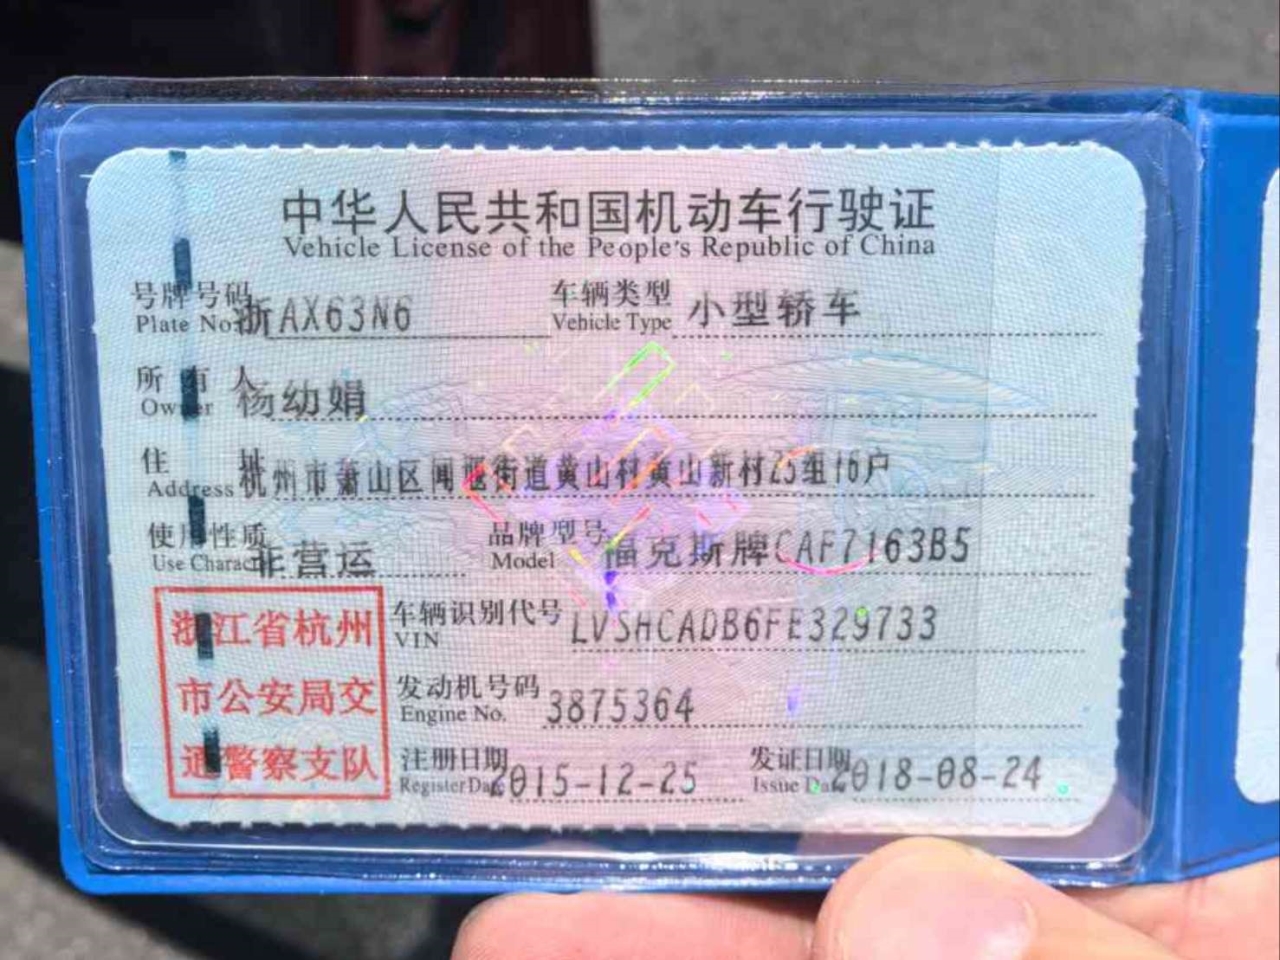 中华人民共和国机动车行驶证
Vehicle License of the People's Republic of China
号牌号码 浙AX63N6 车辆类型 小型轿车
Plate No. Vehicle Type
所有人 杨幼娟
Owner
住址 杭州市萧山区闻堰街道黄山村黄山新村25组16户
Address
使用性质 非营运 品牌型号 福克斯牌CAF7163B5
Use Charac Model
浙江省杭州 车辆识别代号 LVSHCADB6FE329733
VIN
市公安局交 发动机号码 3875364
Engine No.
通警察支队 注册日期 2015-12-25 发证日期 2018-08-24
Register Date Issue Date